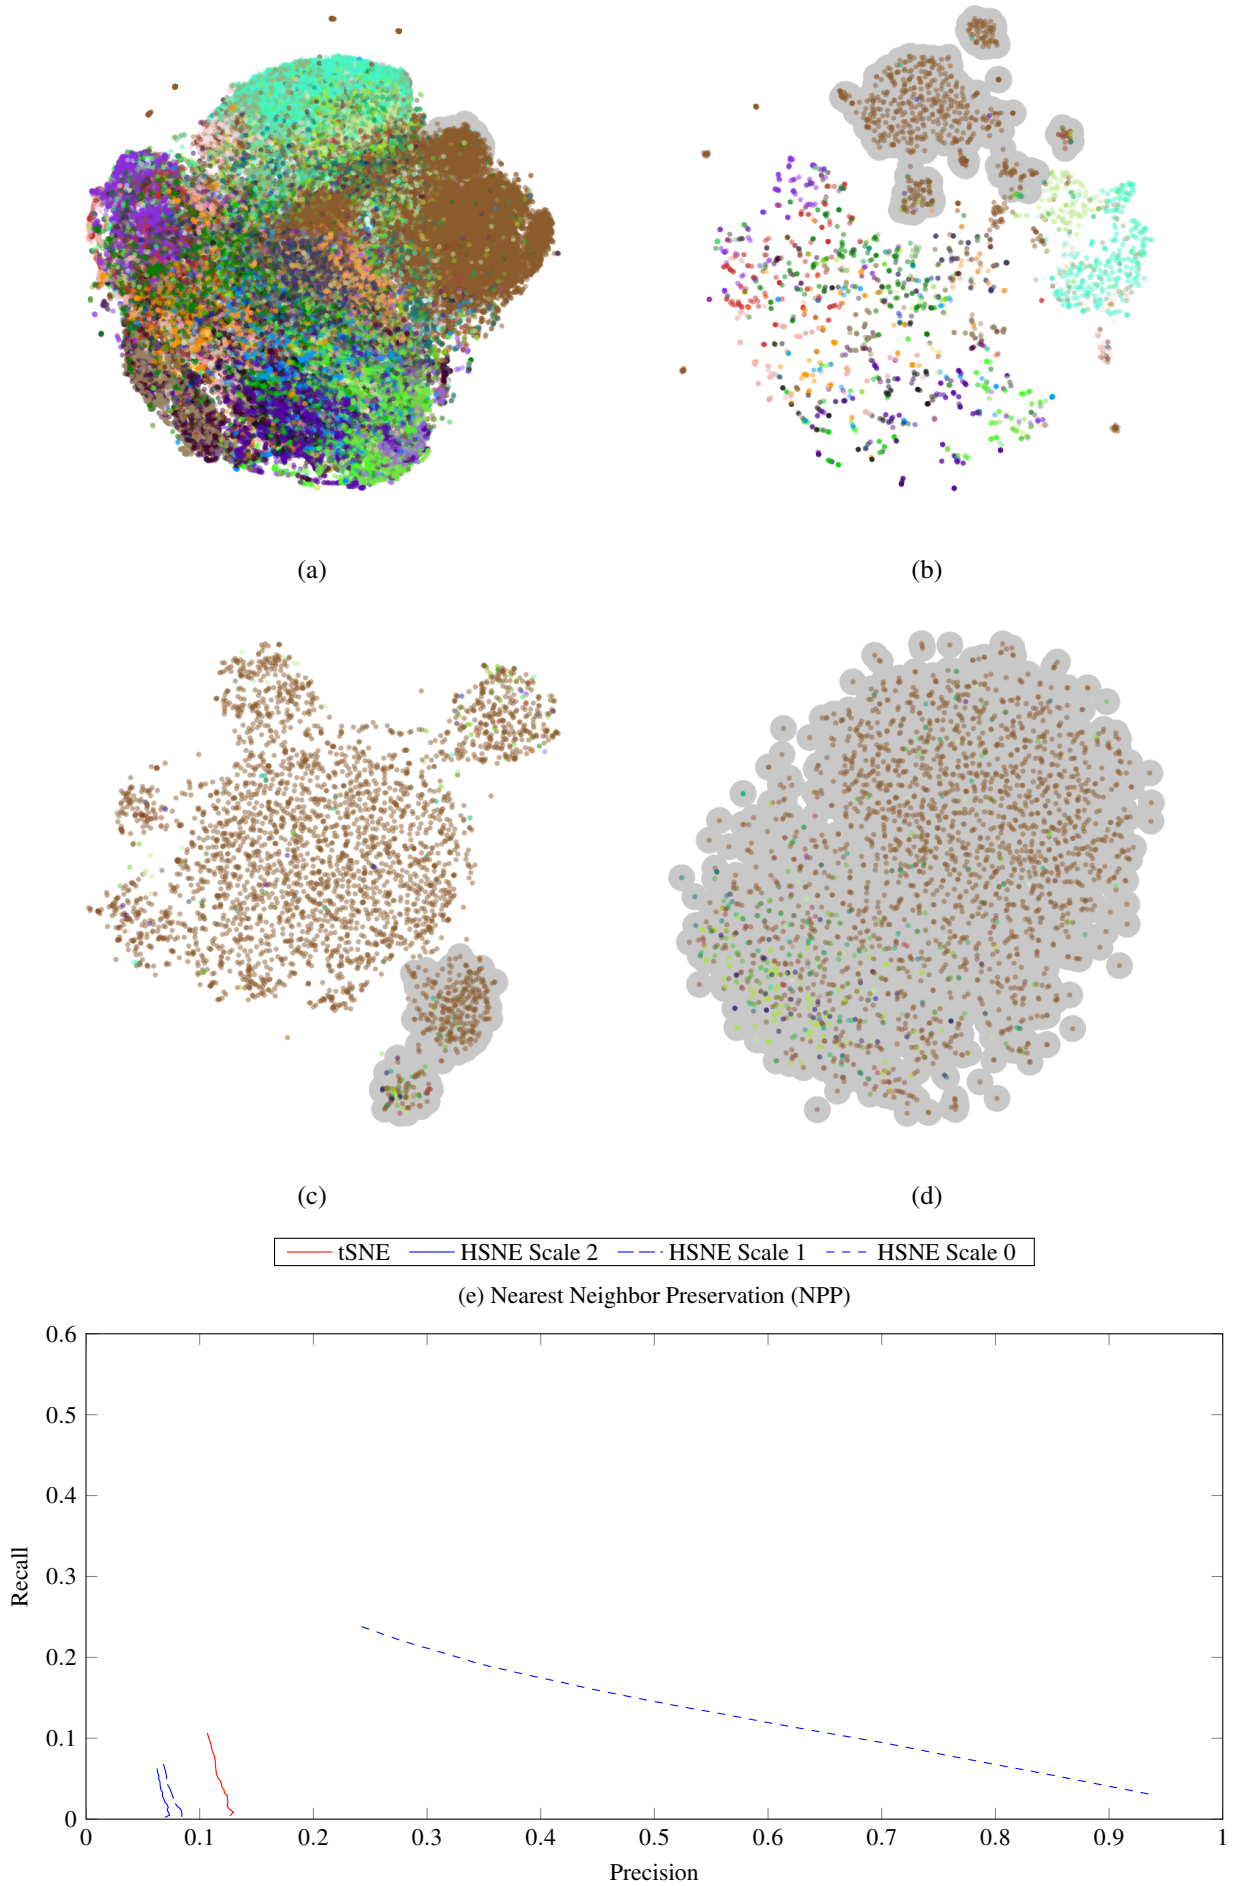 (a)
(b)
(c)
(d)
tSNE HSNE Scale 2 HSNE Scale 1 HSNE Scale 0
(e) Nearest Neighbor Preservation (NPP)
0.6
0.5
0.4
0.3
0.2
0.1
0
Recall
0 0.1 0.2 0.3 0.4 0.5 0.6 0.7 0.8 0.9 1
Precision